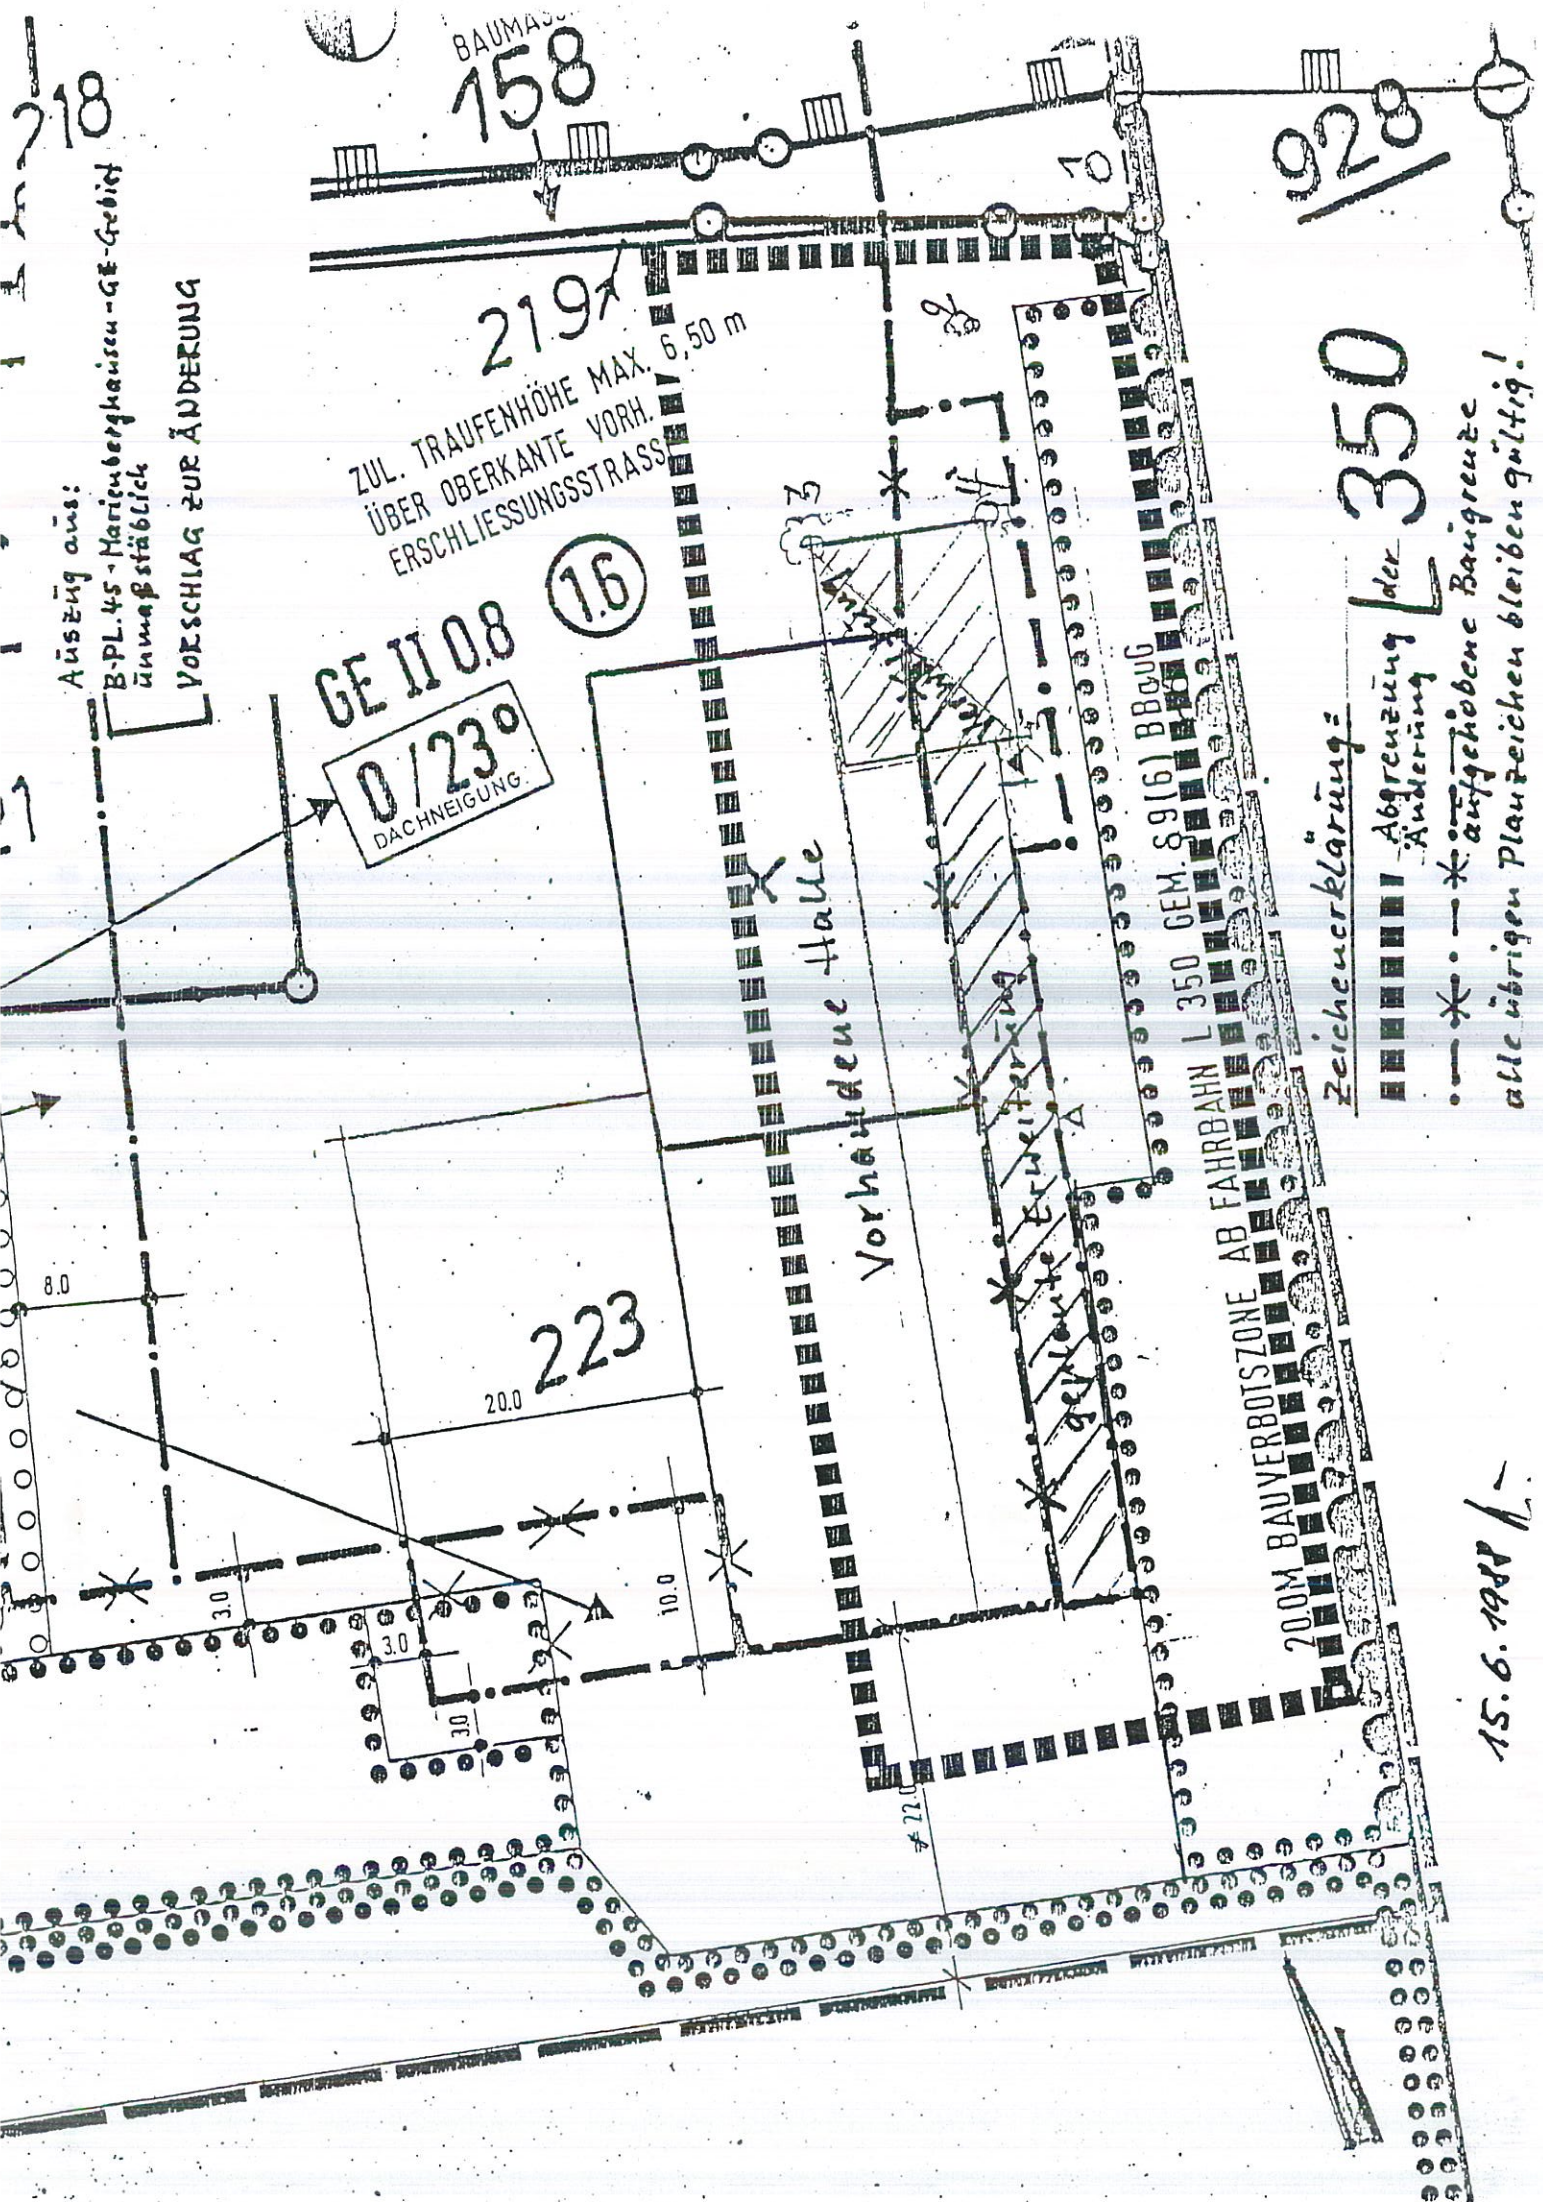 Auszug aus:
B-PL.45-Marienberghausen-GE-Gebiet
unmaßstäblich
VORSCHLAG ZUR ÄNDERUNG
218
158
219
ZUL. TRAUFENHÖHE MAX. 6,50 m
ÜBER OBERKANTE VORH.
ERSCHLIESSUNGSSTRASSE
GE II 0.8
1.6
0/23°
DACHNEIGUNG
10
928
Vorhandene Halle
geplante Erweiterung
223
8.0
20.0
3.0
3.0
3.0
10.0
22.0
20.0M BAUVERBOTSZONE AB FAHRBAHN L 350 GEM. §9(6) BBauG
L 350
Zeichenerklärung:
Abgrenzung der
Änderung
aufgehobene Baugrenze
alle übrigen Planzeichen bleiben gültig!
15.6.1988